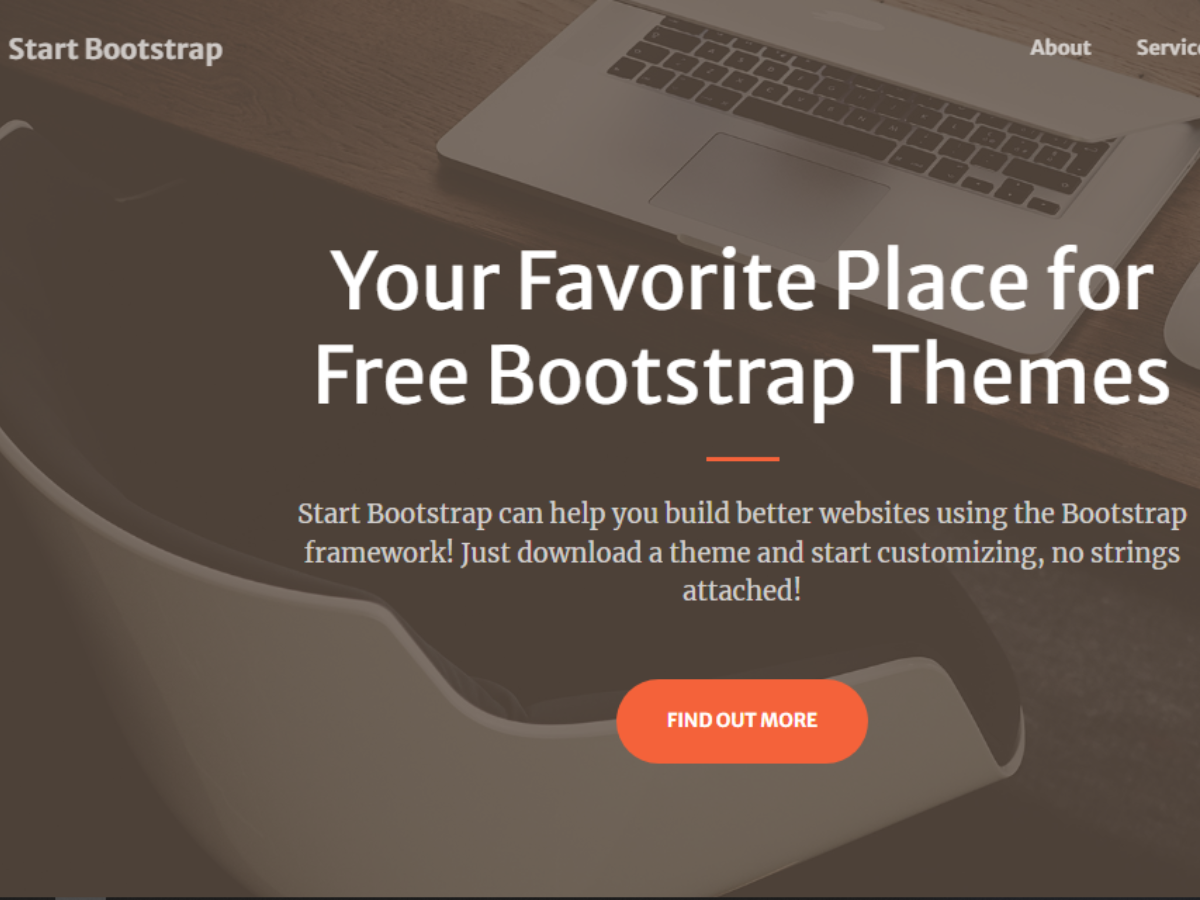 Start Bootstrap
About
Your Favorite Place for
Free Bootstrap Themes
Start Bootstrap can help you build better websites using the Bootstrap
framework! Just download a theme and start customizing, no strings
attached!
FIND OUT MORE